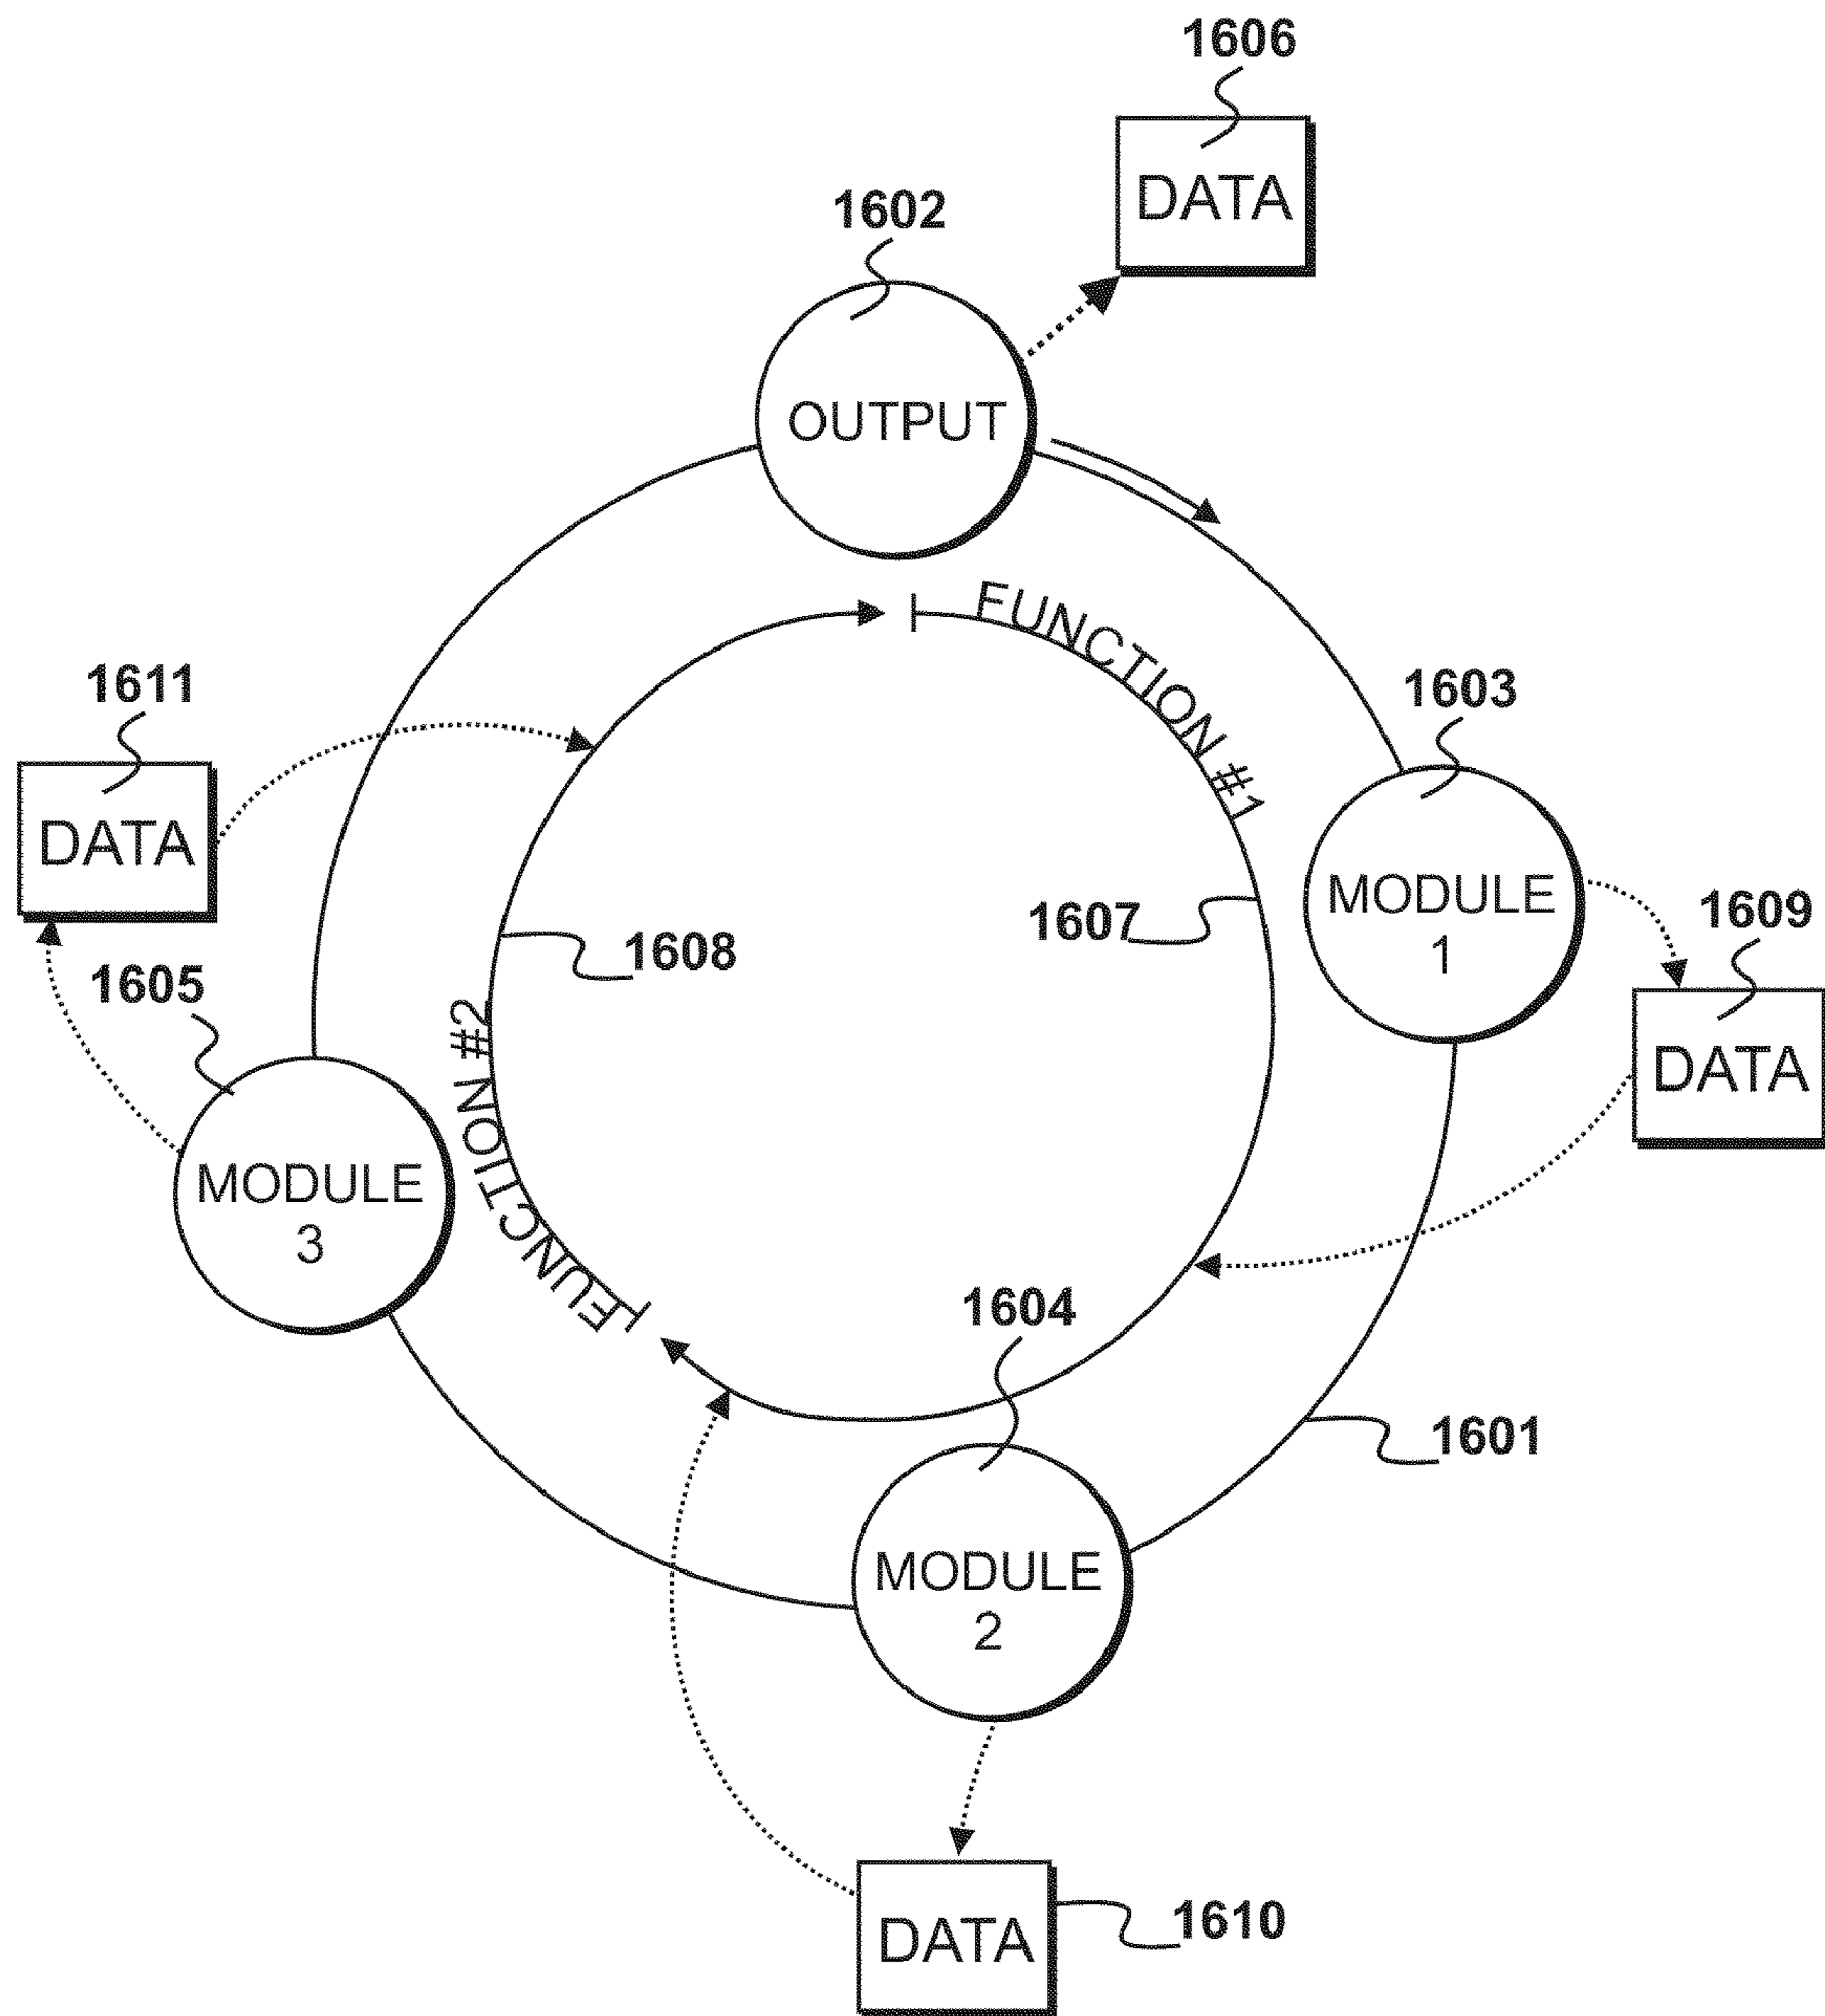 1606
DATA
1602
OUTPUT
FUNCTION #1
1611
DATA
1603
MODULE
1
1607
1608
1609
DATA
1605
FUNCTION #2
MODULE
3
1604
1601
MODULE
2
1610
DATA